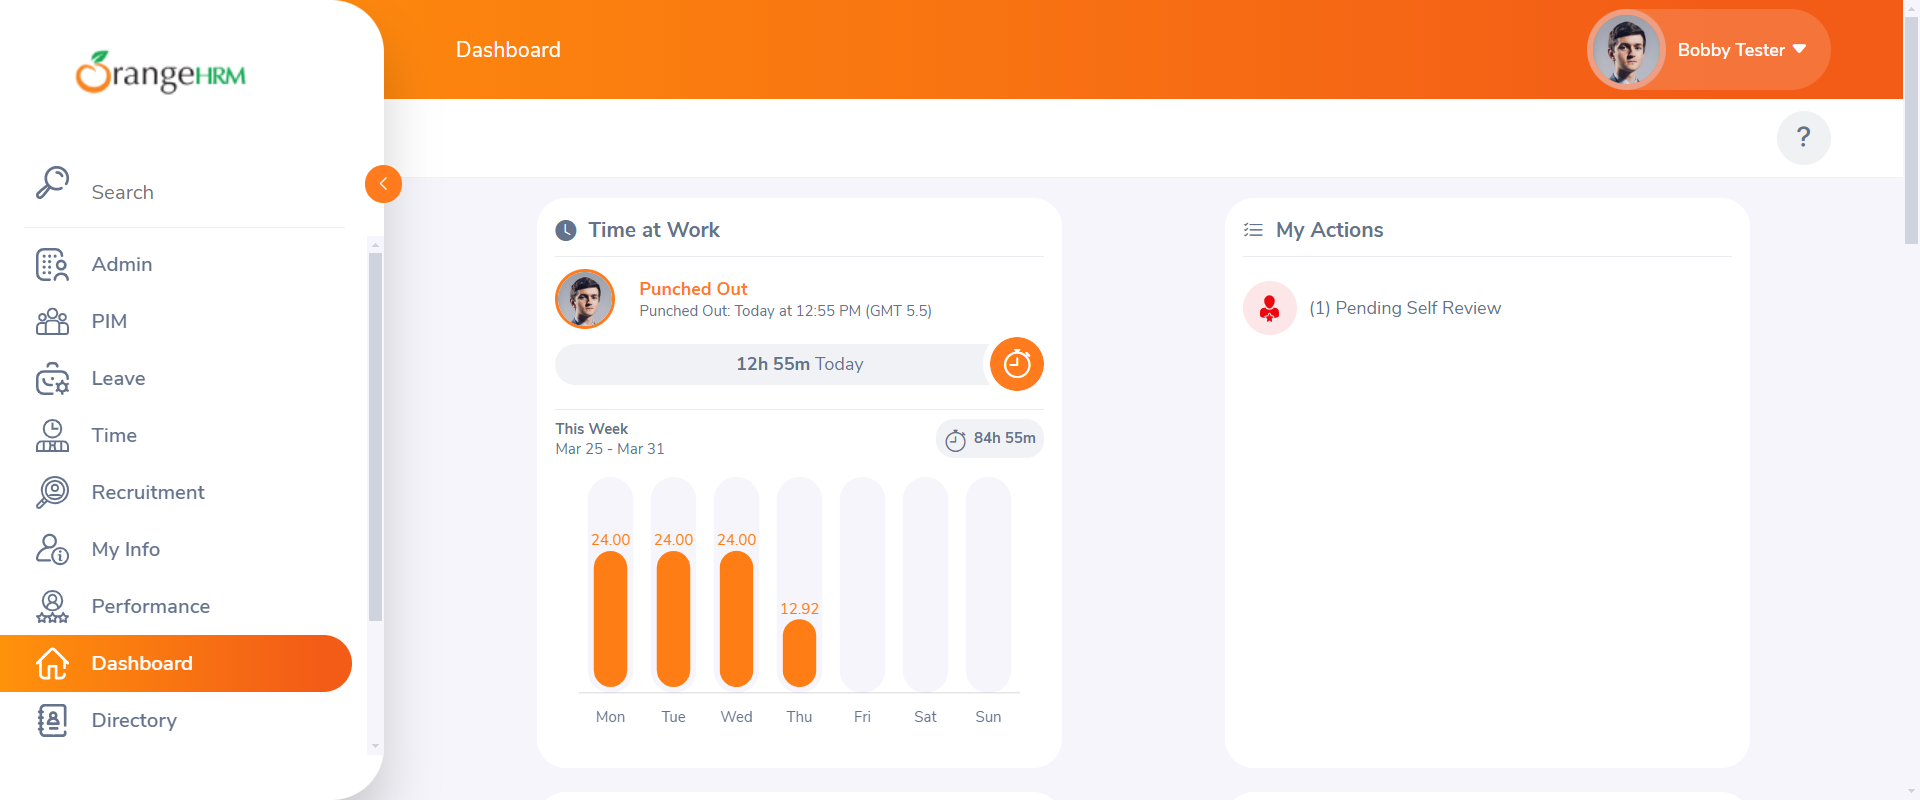 OrangeHRM
Dashboard
Bobby Tester
?
Search
Admin
PIM
Leave
Time
Recruitment
My Info
Performance
Dashboard
Directory
Time at Work
Punched Out
Punched Out: Today at 12:55 PM (GMT 5.5)
12h 55m Today
This Week
Mar 25 - Mar 31
84h 55m
24.00 24.00 24.00
12.92
Mon Tue Wed Thu Fri Sat Sun
My Actions
(1) Pending Self Review